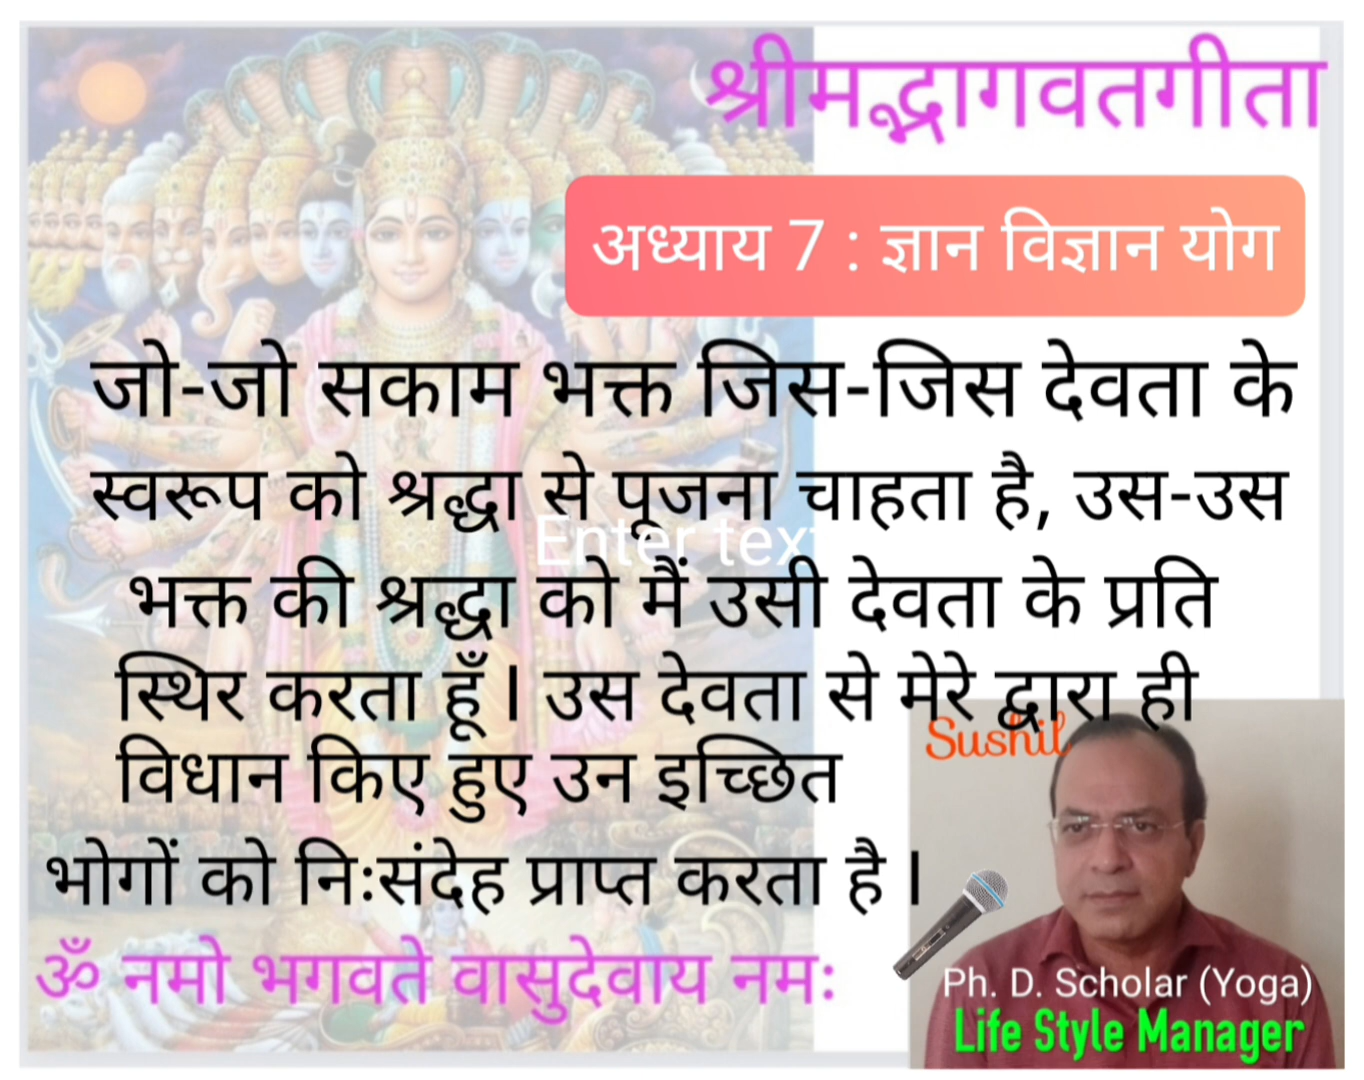 श्रीमद्भागवतगीता
अध्याय 7 : ज्ञान विज्ञान योग
जो-जो सकाम भक्त जिस-जिस देवता के
स्वरूप को श्रद्धा से पूजना चाहता है, उस-उस
Enter text
भक्त की श्रद्धा को मैं उसी देवता के प्रति
स्थिर करता हूँ । उस देवता से मेरे द्वारा ही
विधान किए हुए उन इच्छित
भोगों को नि:संदेह प्राप्त करता है ।
ॐ नमो भगवते वासुदेवाय नमः
Sushil
Ph. D. Scholar (Yoga)
Life Style Manager